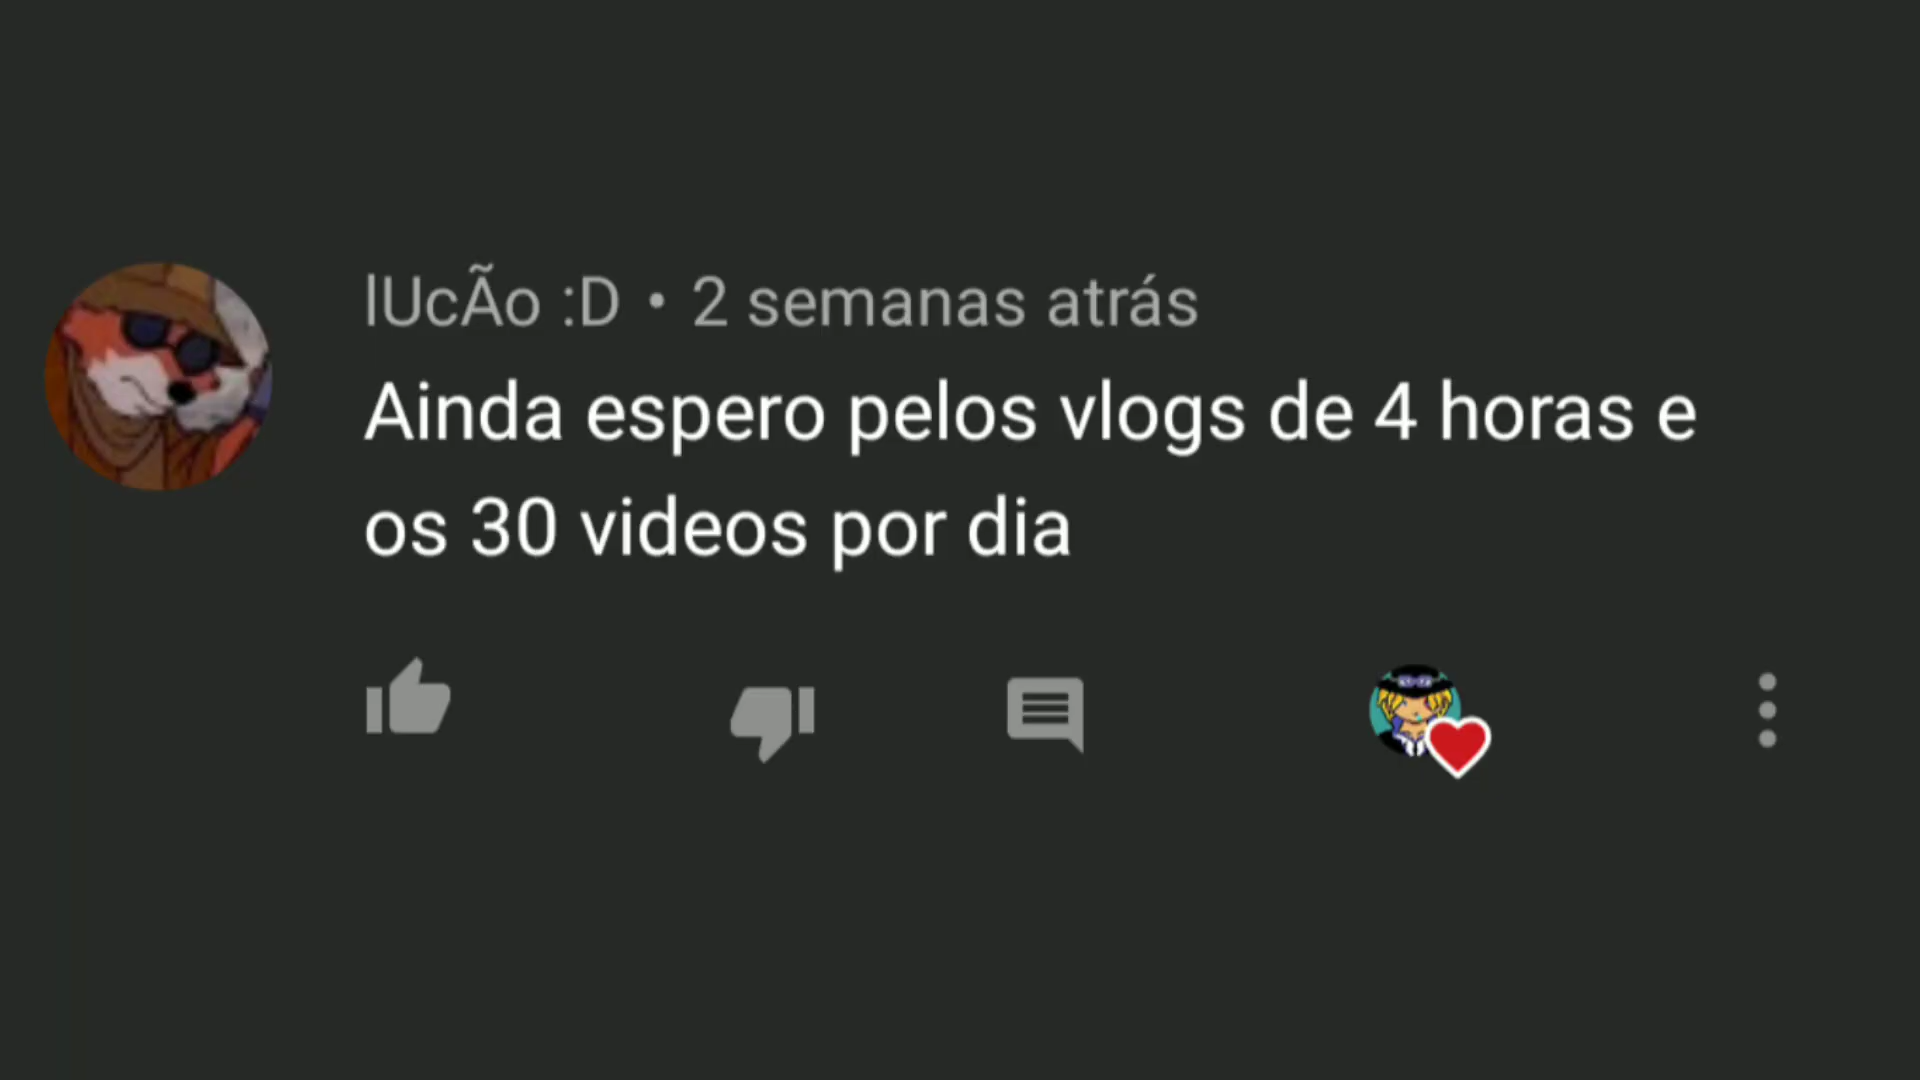 lUcÃo :D • 2 semanas atrás
Ainda espero pelos vlogs de 4 horas e
os 30 videos por dia